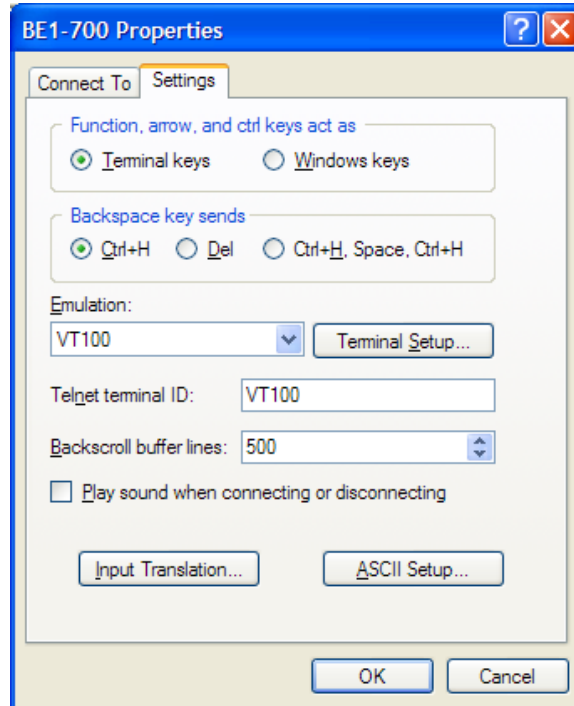 BE1-700 Properties
Connect To Settings
Function, arrow, and ctrl keys act as
Terminal keys Windows keys
Backspace key sends
Ctrl+H Del Ctrl+H, Space, Ctrl+H
Emulation:
VT100 Terminal Setup...
Telnet terminal ID: VT100
Backscroll buffer lines: 500
Play sound when connecting or disconnecting
Input Translation... ASCII Setup...
OK Cancel